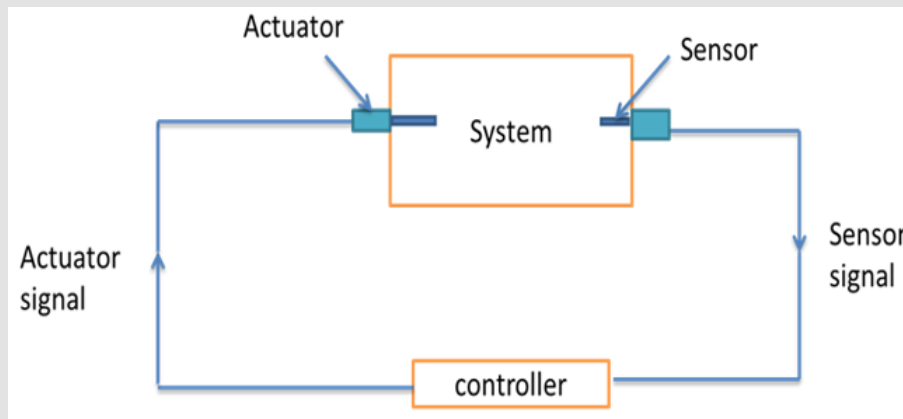 Actuator
Sensor
System
Actuator
signal
Sensor
signal
controller